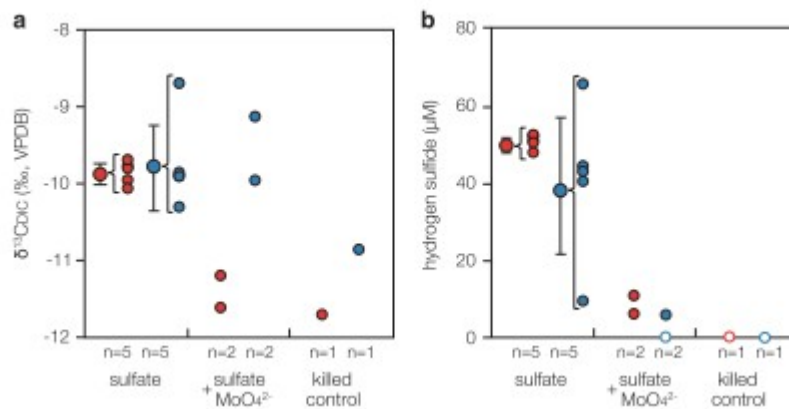 a
-8
-9
-10
-11
-12
δ¹³CDIC (‰, VPDB)
n=5 n=5 n=2 n=2 n=1 n=1
sulfate
sulfate
+ MoO₄²⁻
killed
control
b
80
60
40
20
0
hydrogen sulfide (µM)
n=5 n=5 n=2 n=2 n=1 n=1
sulfate
sulfate
+ MoO₄²⁻
killed
control